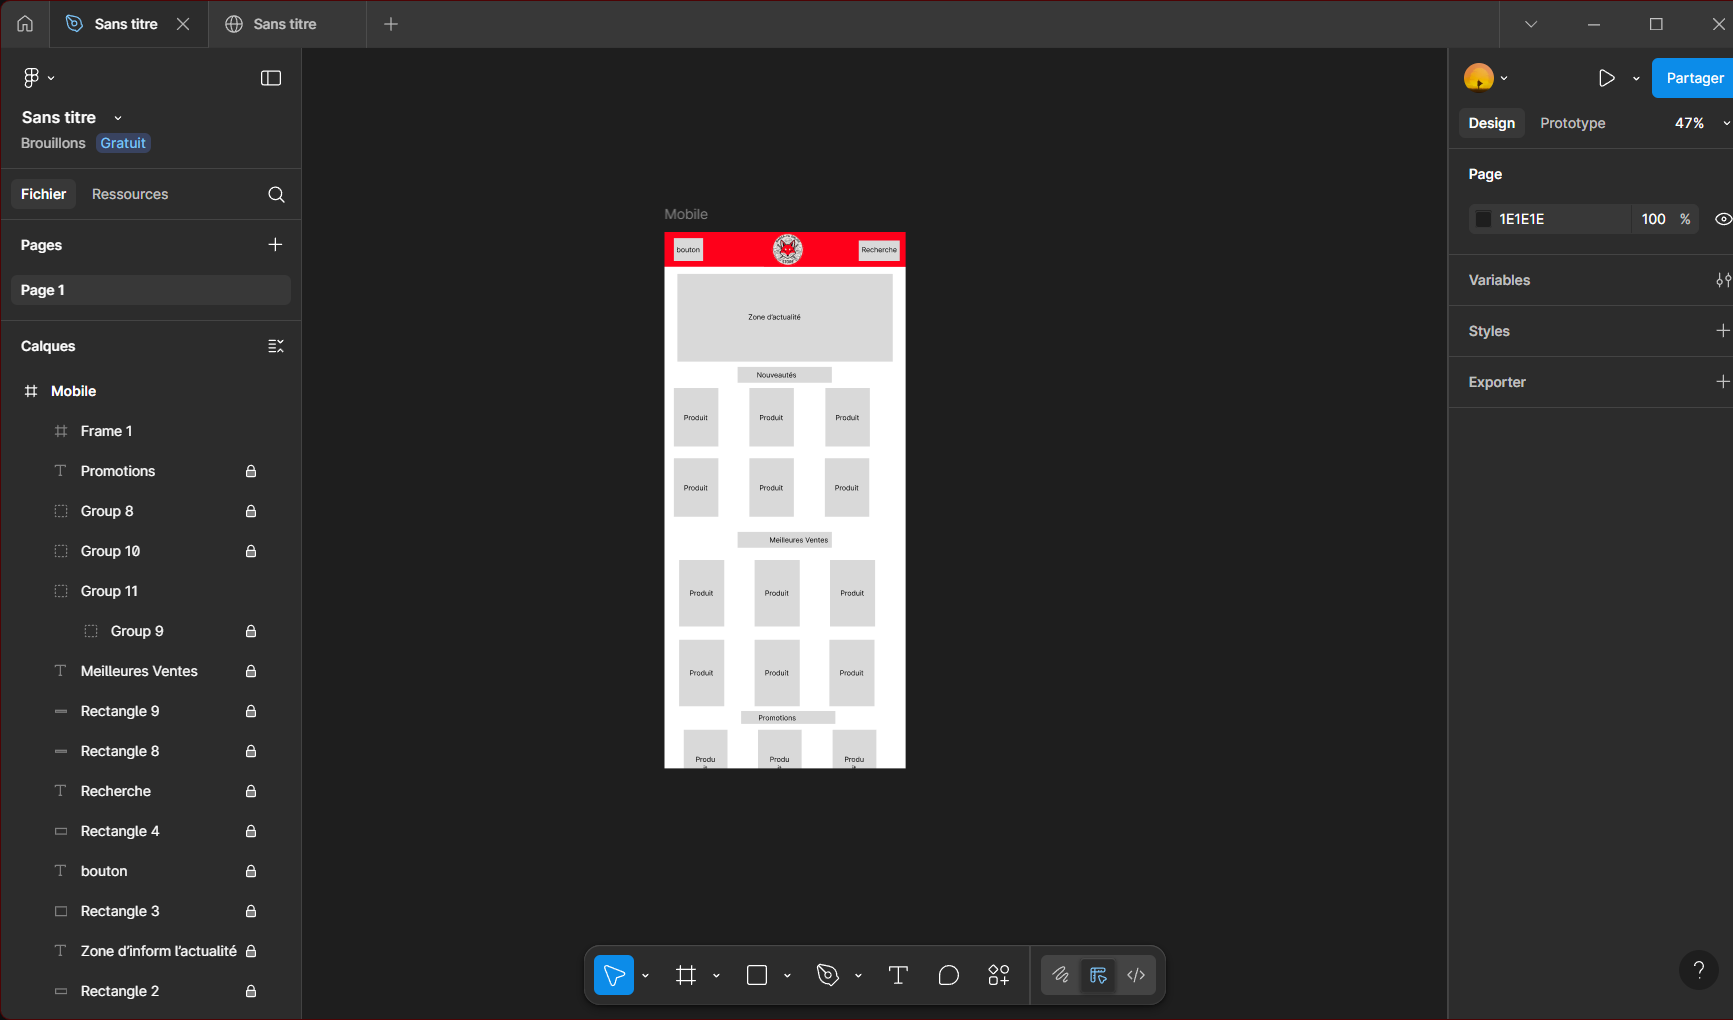 Sans titre
Sans titre
Sans titre
Brouillons Gratuit
Fichier Ressources
Pages
Page 1
Calques
Mobile
Frame 1
Promotions
Group 8
Group 10
Group 11
Group 9
Meilleures Ventes
Rectangle 9
Rectangle 8
Recherche
Rectangle 4
bouton
Rectangle 3
Zone d'inform l'actualité
Rectangle 2
Mobile
bouton
Recherche
Zone d'actualité
Nouveautés
Produit Produit Produit
Produit Produit Produit
Meilleures Ventes
Produit Produit Produit
Produit Produit Produit
Promotions
Produ Produ Produ
Partager
Design Prototype 47%
Page
1E1E1E 100 %
Variables
Styles
Exporter
?